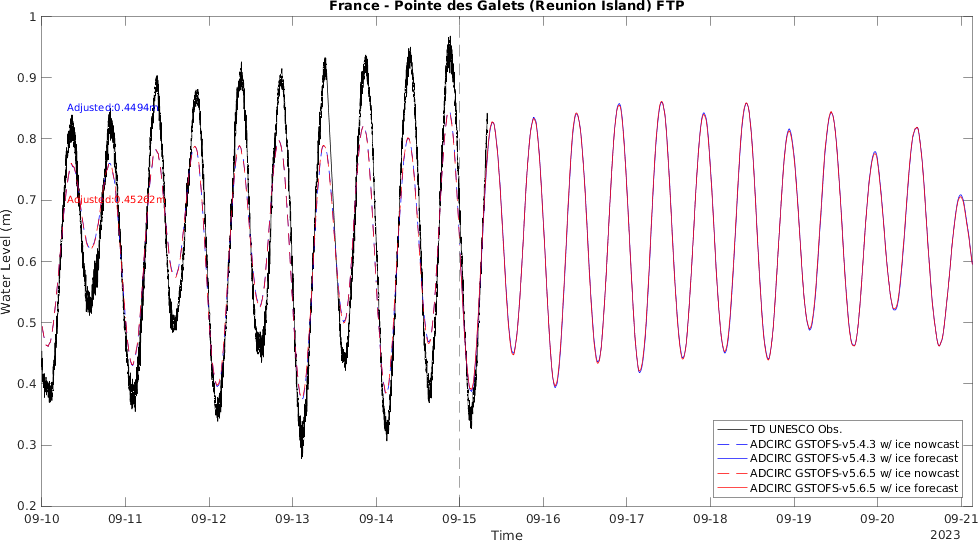 France - Pointe des Galets (Reunion Island) FTP
1
0.9
0.8
0.7
0.6
0.5
0.4
0.3
0.2
Water Level (m)
Adjusted:0.4494m
Adjusted:0.45262m
TD UNESCO Obs.
ADCIRC GSTOFS-v5.4.3 w/ ice nowcast
ADCIRC GSTOFS-v5.4.3 w/ ice forecast
ADCIRC GSTOFS-v5.6.5 w/ ice nowcast
ADCIRC GSTOFS-v5.6.5 w/ ice forecast
09-10 09-11 09-12 09-13 09-14 09-15 09-16 09-17 09-18 09-19 09-20 09-21
Time
2023